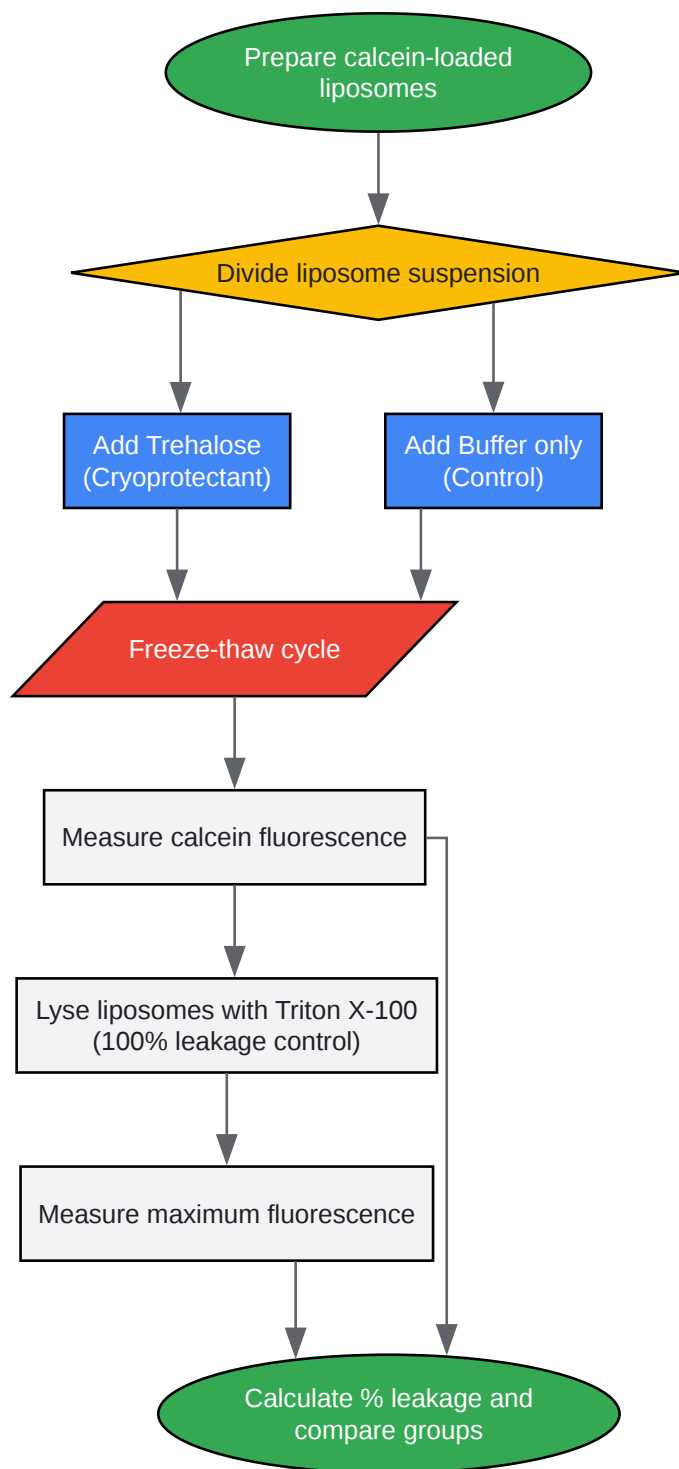 Prepare calcein-loaded
liposomes
Divide liposome suspension
Add Trehalose
(Cryoprotectant)
Add Buffer only
(Control)
Freeze-thaw cycle
Measure calcein fluorescence
Lyse liposomes with Triton X-100
(100% leakage control)
Measure maximum fluorescence
Calculate % leakage and
compare groups